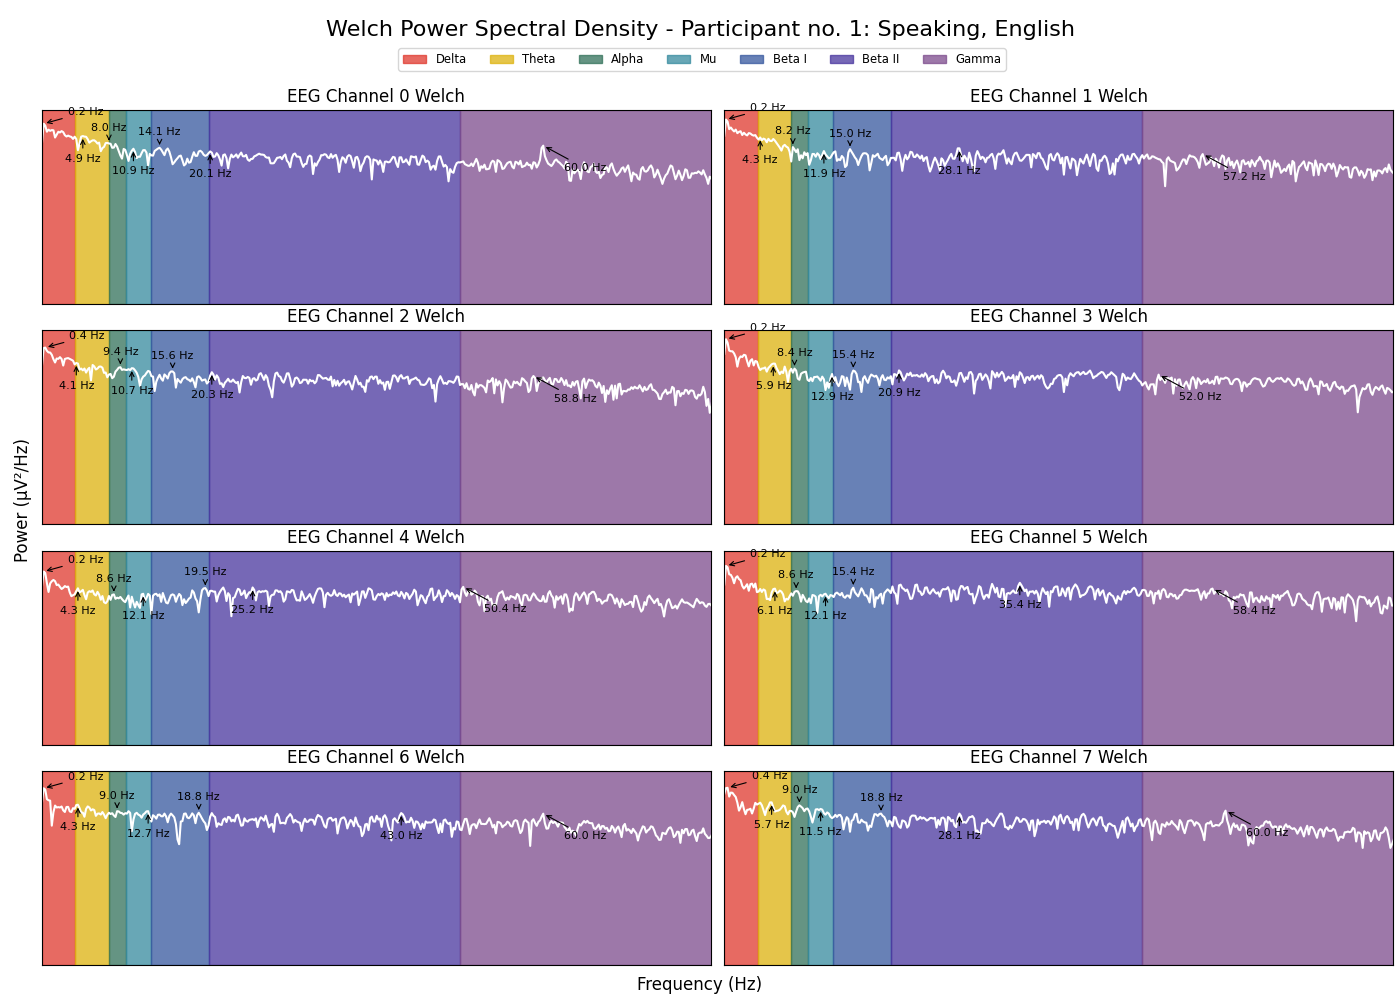 Welch Power Spectral Density - Participant no. 1: Speaking, English
Delta Theta Alpha Mu Beta I Beta II Gamma
EEG Channel 0 Welch
0.2 Hz
4.9 Hz
8.0 Hz
10.9 Hz
14.1 Hz
20.1 Hz
60.0 Hz
EEG Channel 1 Welch
0.2 Hz
4.3 Hz
8.2 Hz
11.9 Hz
15.0 Hz
28.1 Hz
57.2 Hz
EEG Channel 2 Welch
0.4 Hz
4.1 Hz
9.4 Hz
10.7 Hz
15.6 Hz
20.3 Hz
58.8 Hz
EEG Channel 3 Welch
0.2 Hz
5.9 Hz
8.4 Hz
12.9 Hz
15.4 Hz
20.9 Hz
52.0 Hz
EEG Channel 4 Welch
0.2 Hz
4.3 Hz
8.6 Hz
12.1 Hz
19.5 Hz
25.2 Hz
50.4 Hz
EEG Channel 5 Welch
0.2 Hz
6.1 Hz
8.6 Hz
12.1 Hz
15.4 Hz
35.4 Hz
58.4 Hz
EEG Channel 6 Welch
0.2 Hz
4.3 Hz
9.0 Hz
12.7 Hz
18.8 Hz
43.0 Hz
60.0 Hz
EEG Channel 7 Welch
0.4 Hz
5.7 Hz
9.0 Hz
11.5 Hz
18.8 Hz
28.1 Hz
60.0 Hz
Power (µV²/Hz)
Frequency (Hz)